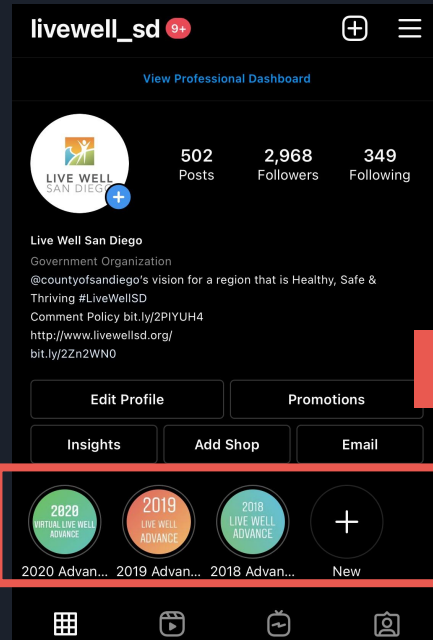 livewell_sd 9+
View Professional Dashboard
LIVE WELL
SAN DIEGO
502 2,968 349
Posts Followers Following
Live Well San Diego
Government Organization
@countyofsandiego's vision for a region that is Healthy, Safe &
Thriving #LiveWellSD
Comment Policy bit.ly/2PIYUH4
http://www.livewellsd.org/
bit.ly/2Zn2WN0
Edit Profile Promotions
Insights Add Shop Email
2020
VIRTUAL LIVE WELL
ADVANCE
2019
LIVE WELL
ADVANCE
2018
LIVE WELL
ADVANCE
2020 Advan... 2019 Advan... 2018 Advan... New